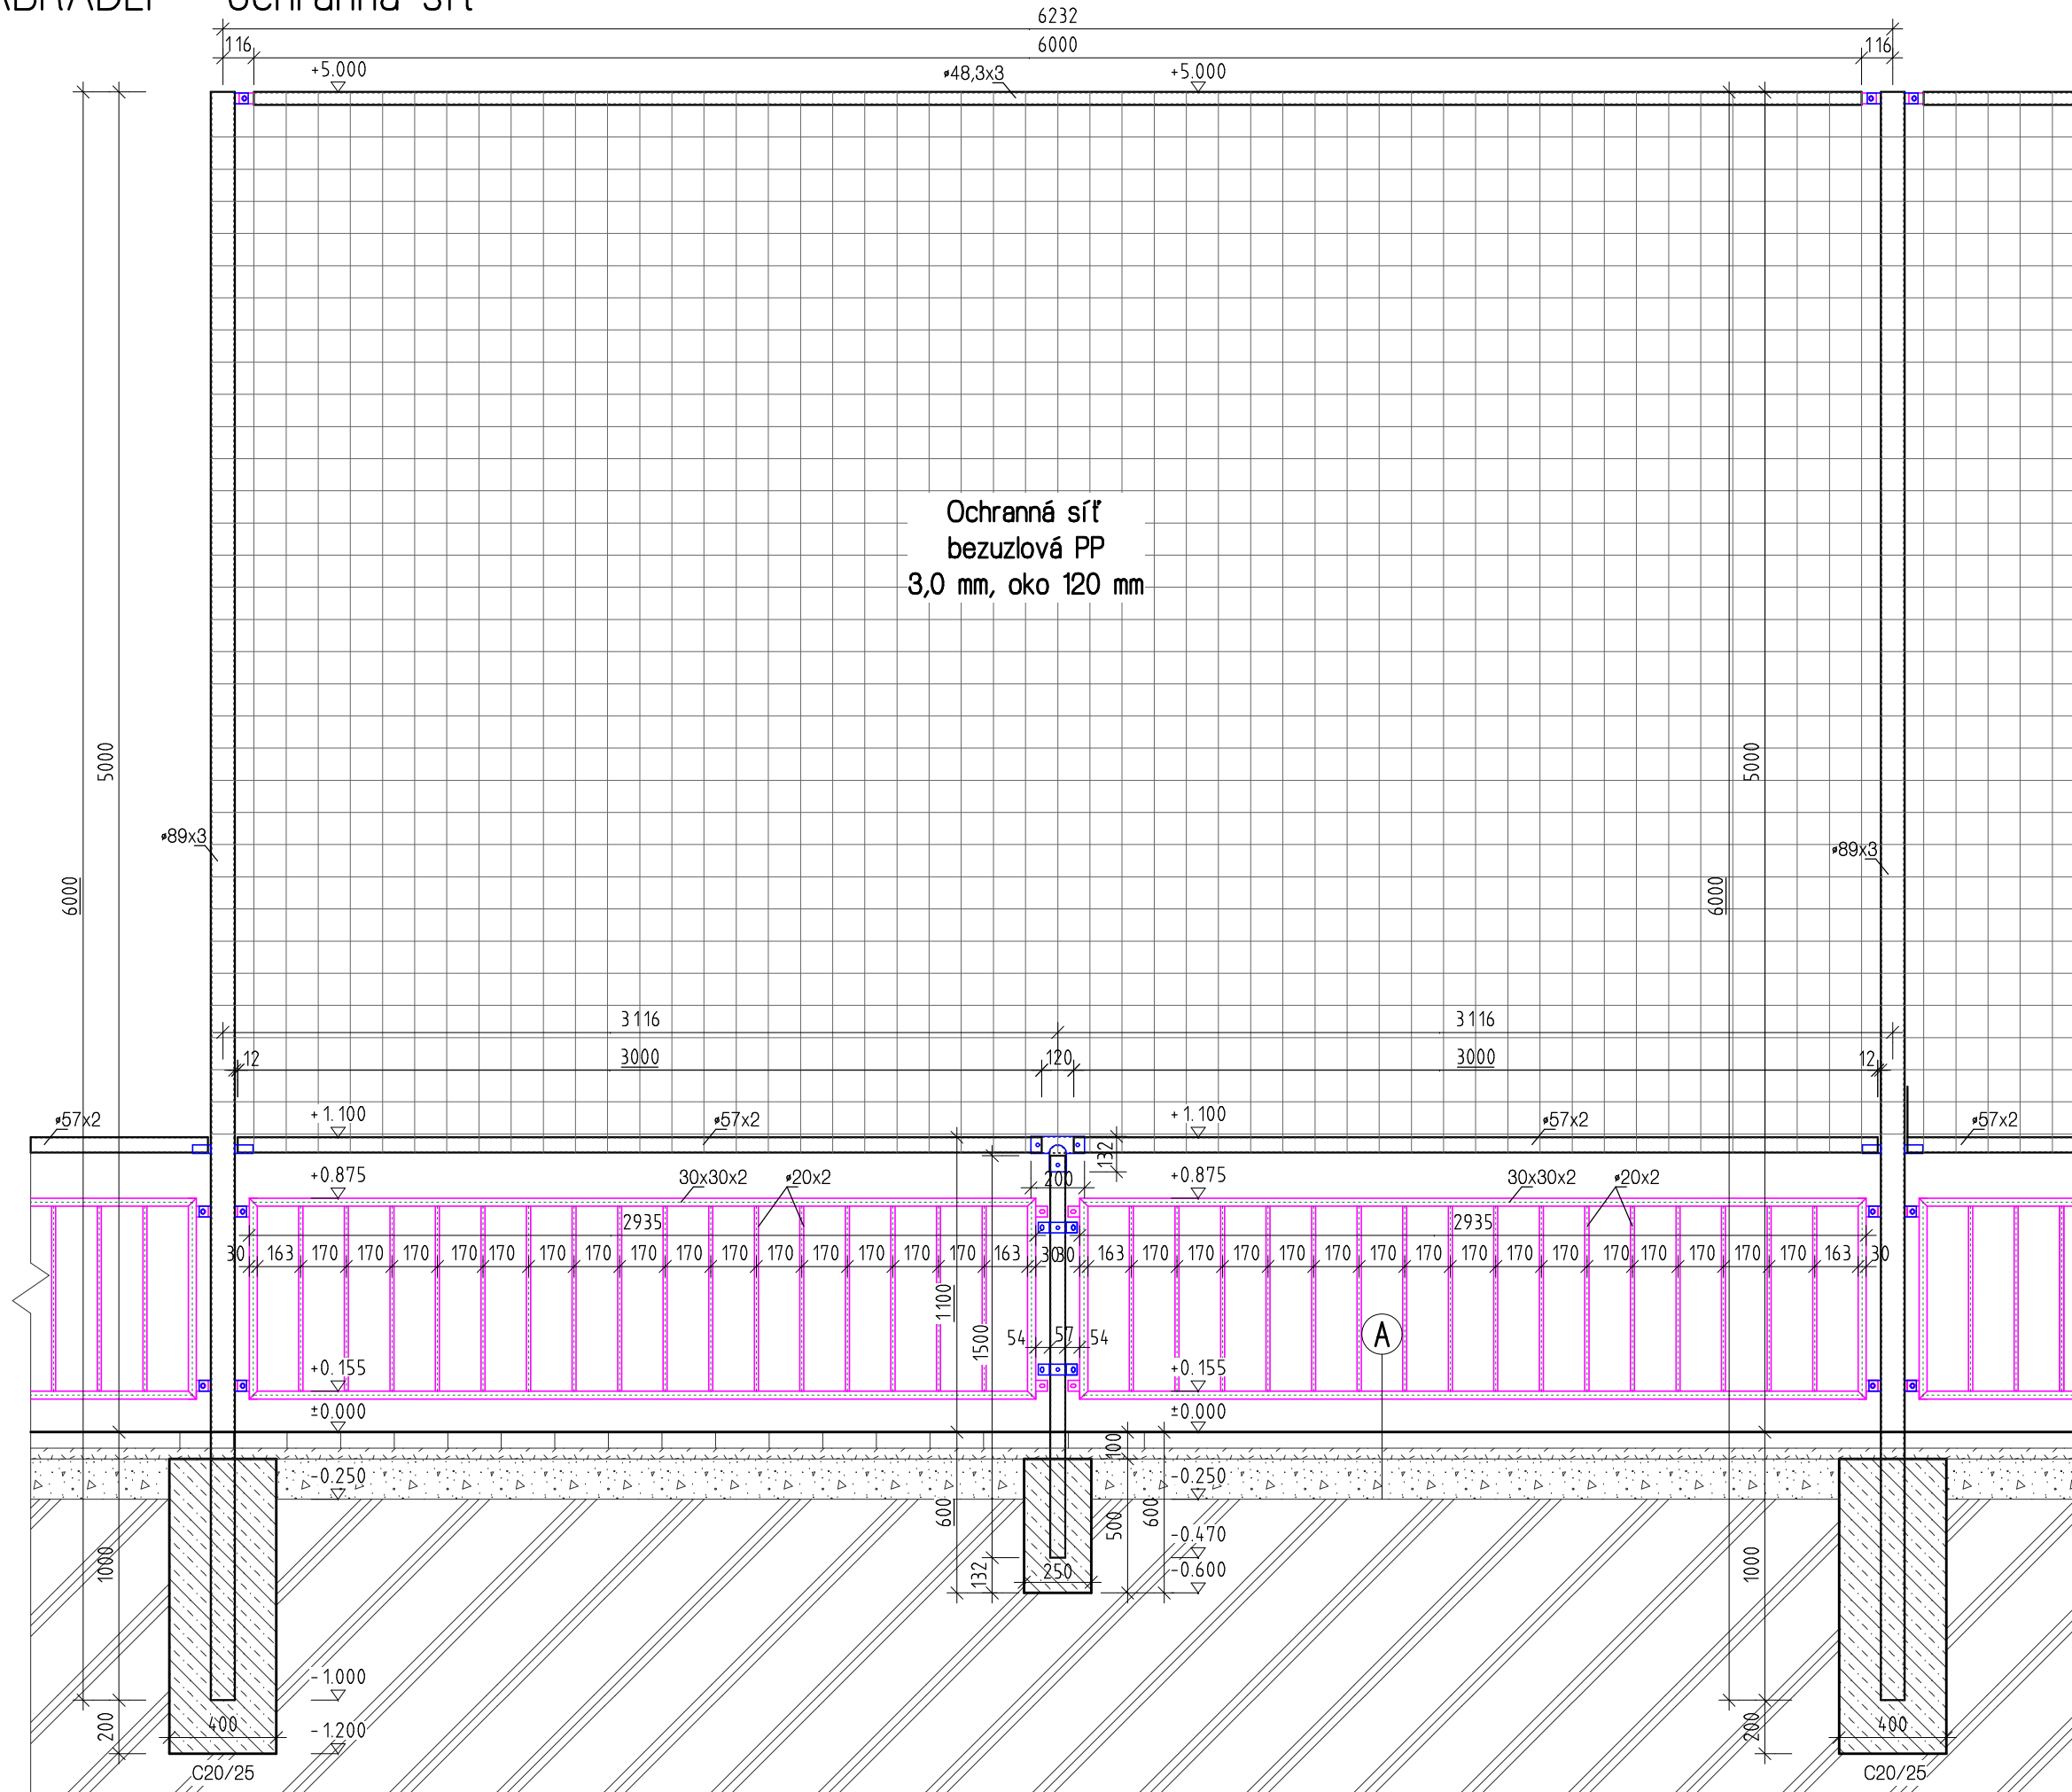 Ochranná síť
6232
116 6000 116
+5.000 ø48,3x3 +5.000
Ochranná síť
bezuzlová PP
3,0 mm, oko 120 mm
5000 5000
ø89x3 ø89x3
6000 6000
3116 3116
12 3000 120 3000 12
ø57x2 +1.100 ø57x2 +1.100 ø57x2 ø57x2
132
+0.875 30x30x2 ø20x2 200 +0.875 30x30x2 ø20x2
2935 2935
30 163 170 170 170 170 170 170 170 170 170 170 170 170 170 170 170 163 30 30 163 170 170 170 170 170 170 170 170 170 170 170 170 170 170 170 163 30
1100
1500 54 57 54 A
+0.155 +0.155
±0.000 ±0.000
100
-0.250 -0.250
600 500 600
-0.470
1000 132 250 -0.600 1000
-1.000
200 400 -1.200 200 400
C20/25 C20/25